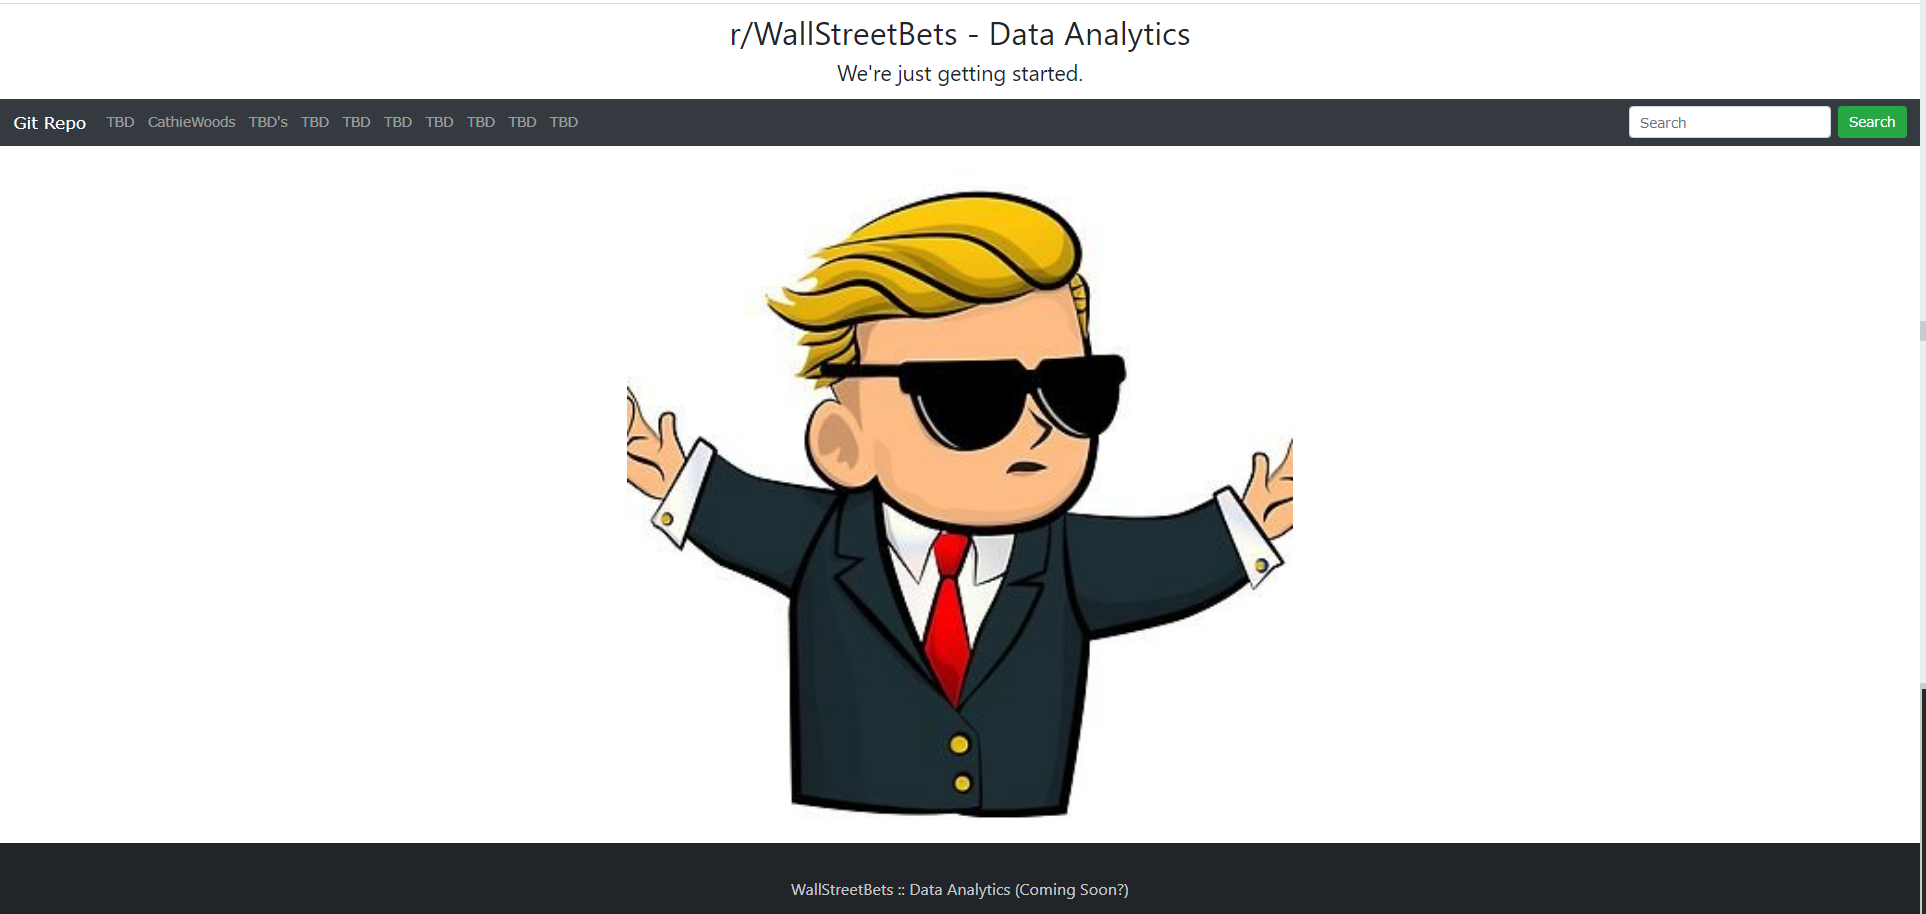 r/WallStreetBets - Data Analytics
We're just getting started.
Git Repo TBD CathieWoods TBD's TBD TBD TBD TBD TBD TBD TBD Search Search
WallStreetBets :: Data Analytics (Coming Soon?)